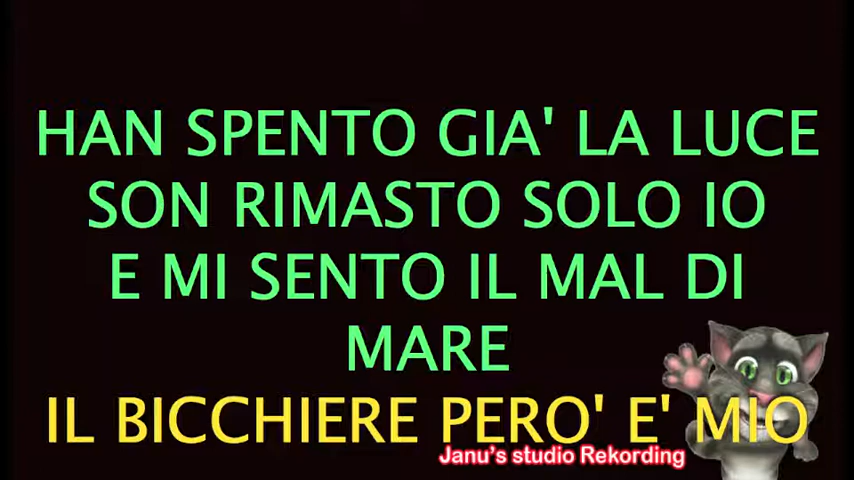 HAN SPENTO GIA' LA LUCE
SON RIMASTO SOLO IO
E MI SENTO IL MAL DI
MARE
IL BICCHIERE PERO' E' MIO
Janu's studio Rekording